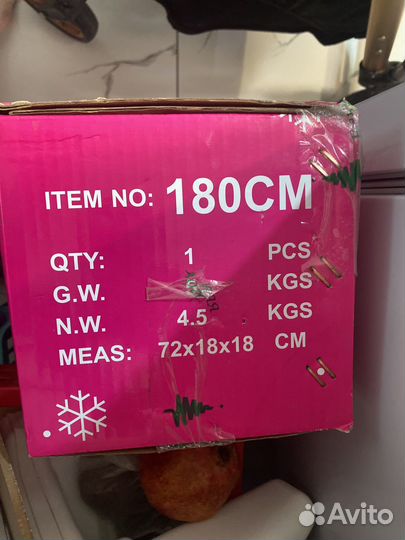 ITEM NO: 180CM
QTY: 1 PCS
G.W. KGS
N.W. 4.5 KGS
MEAS: 72x18x18 CM
Avito